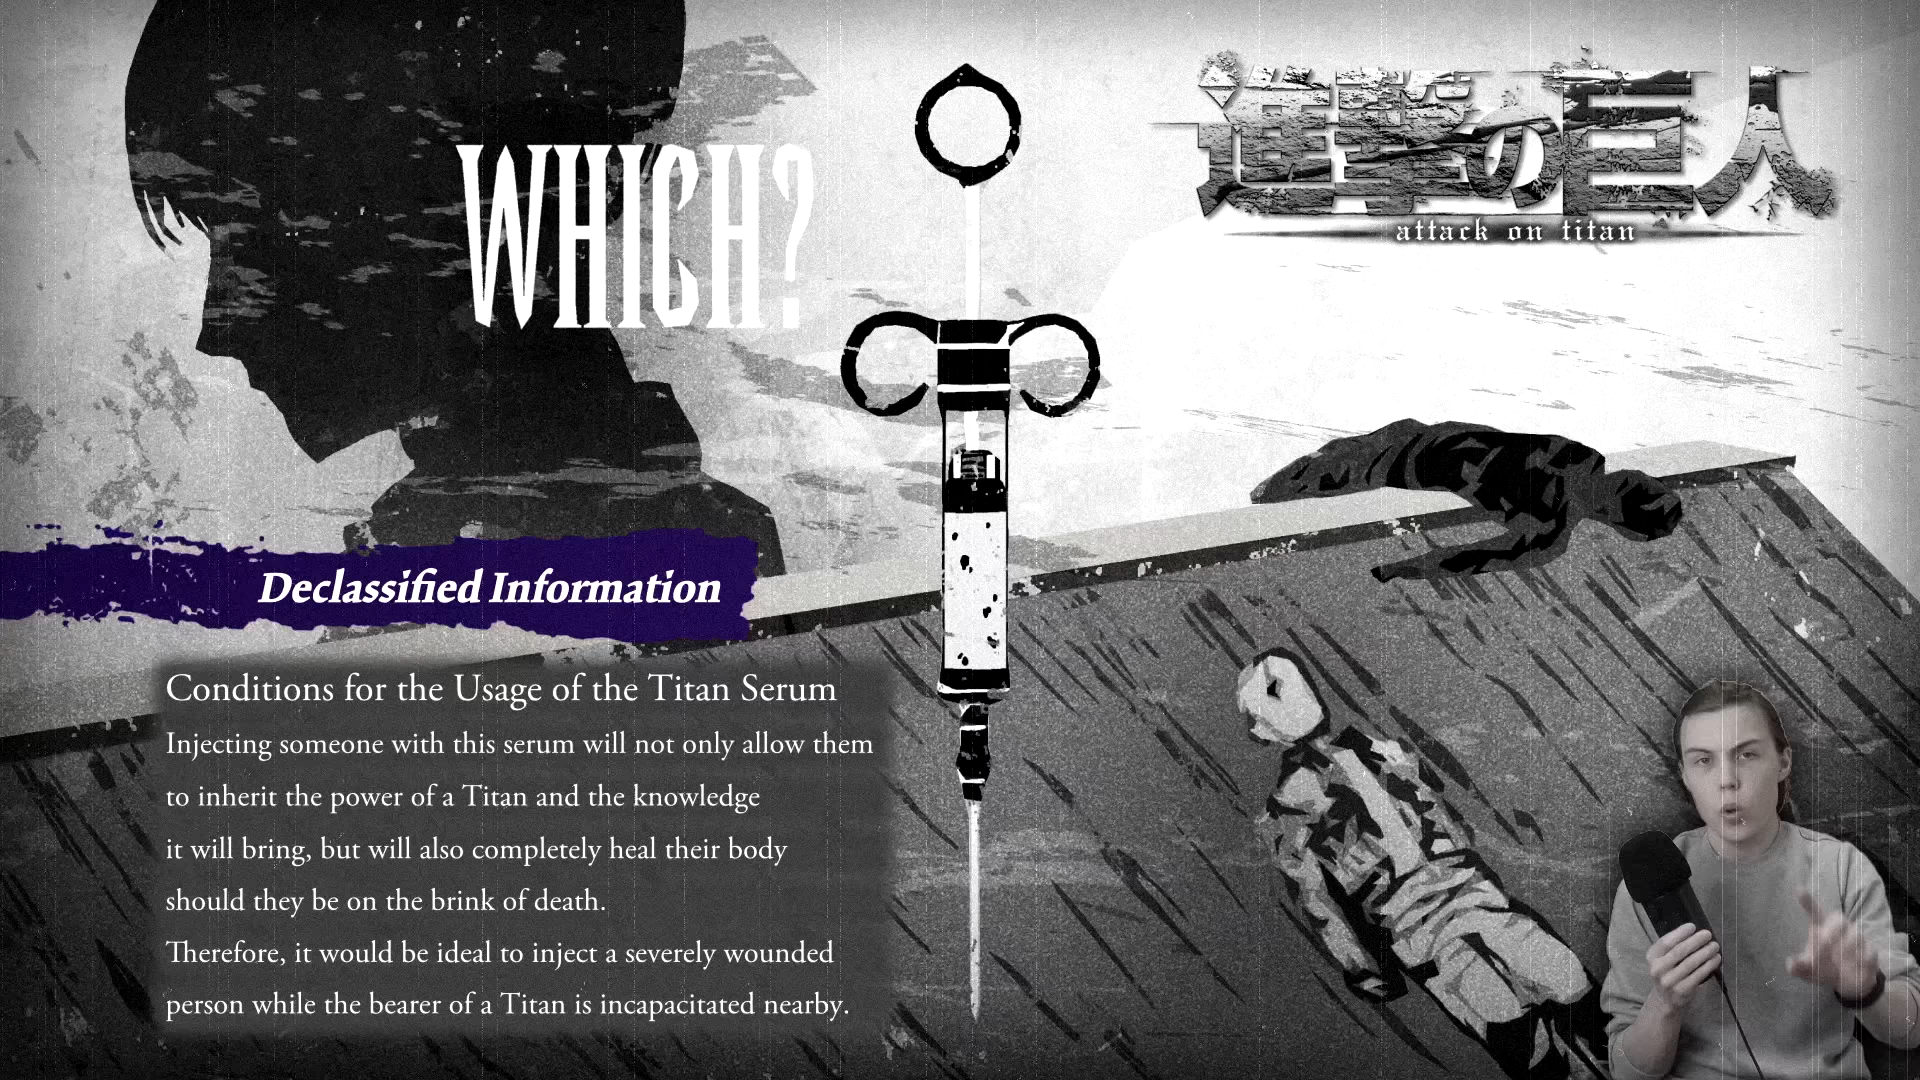 WHICH?
進撃の巨人
attack on titan
Declassified Information
Conditions for the Usage of the Titan Serum
Injecting someone with this serum will not only allow them
to inherit the power of a Titan and the knowledge
it will bring, but will also completely heal their body
should they be on the brink of death.
Therefore, it would be ideal to inject a severely wounded
person while the bearer of a Titan is incapacitated nearby.